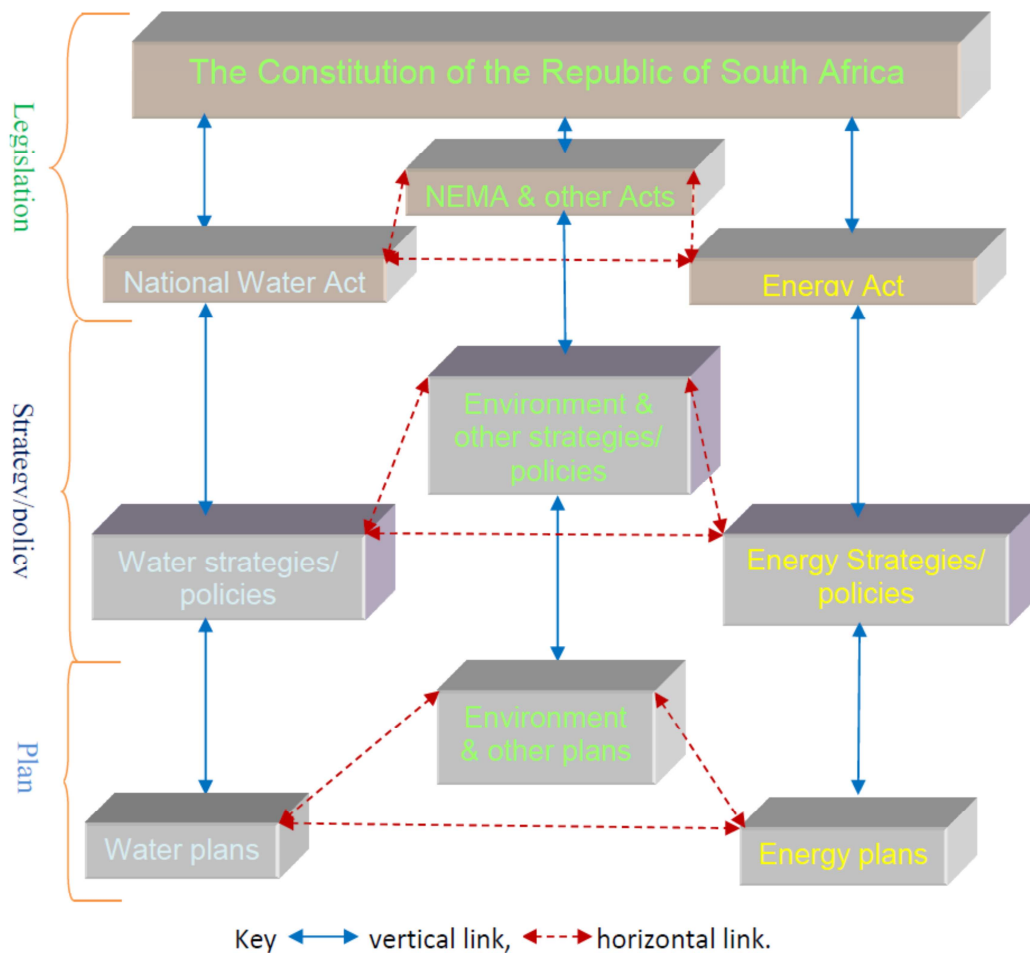 The Constitution of the Republic of South Africa
Legislation
NEMA & other Acts
National Water Act
Energy Act
Strategy/policy
Environment &
other strategies/
policies
Water strategies/
policies
Energy Strategies/
policies
Plan
Environment
& other plans
Water plans
Energy plans
Key vertical link, horizontal link.